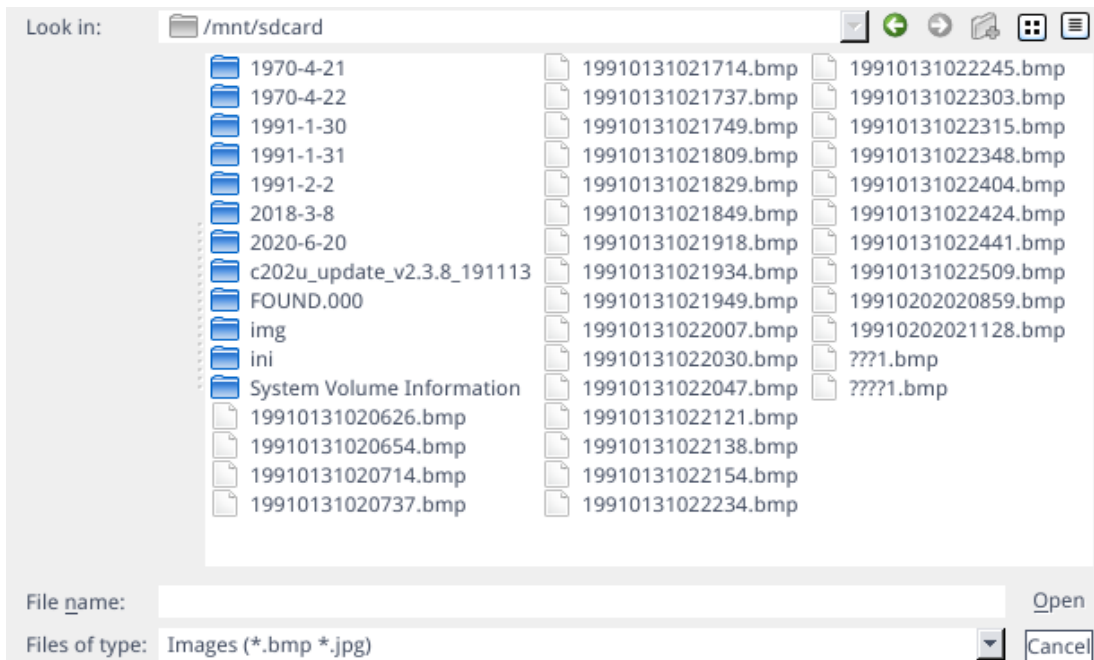 Look in: /mnt/sdcard
1970-4-21
1970-4-22
1991-1-30
1991-1-31
1991-2-2
2018-3-8
2020-6-20
c202u_update_v2.3.8_191113
FOUND.000
img
ini
System Volume Information
19910131020626.bmp
19910131020654.bmp
19910131020714.bmp
19910131020737.bmp
19910131021714.bmp
19910131021737.bmp
19910131021749.bmp
19910131021809.bmp
19910131021829.bmp
19910131021849.bmp
19910131021918.bmp
19910131021934.bmp
19910131021949.bmp
19910131022007.bmp
19910131022030.bmp
19910131022047.bmp
19910131022121.bmp
19910131022138.bmp
19910131022154.bmp
19910131022234.bmp
19910131022245.bmp
19910131022303.bmp
19910131022315.bmp
19910131022348.bmp
19910131022404.bmp
19910131022424.bmp
19910131022441.bmp
19910131022509.bmp
19910202020859.bmp
19910202021128.bmp
???1.bmp
????1.bmp
File name: Open
Files of type: Images (*.bmp *.jpg) Cancel